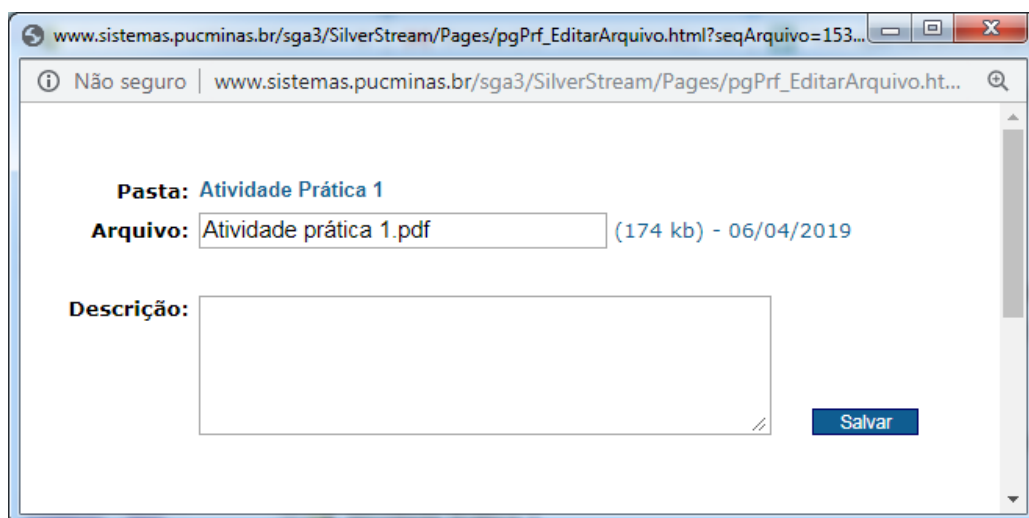 www.sistemas.pucminas.br/sga3/SilverStream/Pages/pgPrf_EditarArquivo.html?seqArquivo=153...
Não seguro | www.sistemas.pucminas.br/sga3/SilverStream/Pages/pgPrf_EditarArquivo.ht...
Pasta: Atividade Prática 1
Arquivo: Atividade prática 1.pdf (174 kb) - 06/04/2019
Descrição:
Salvar